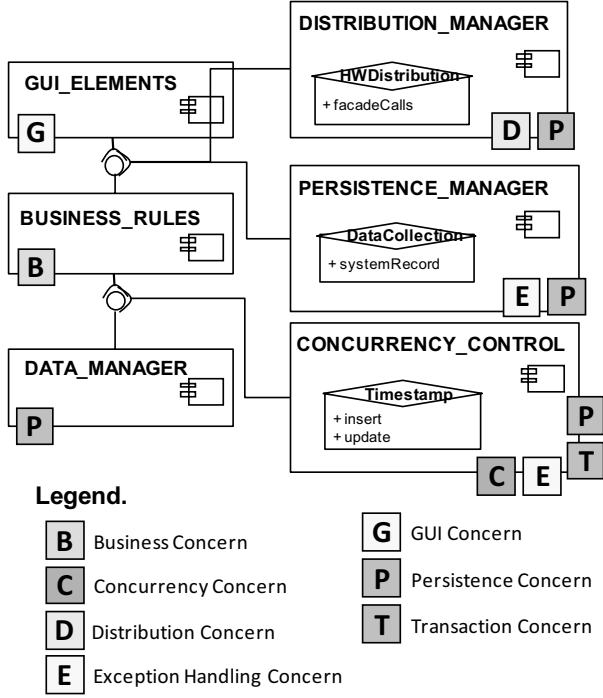 DISTRIBUTION_MANAGER
HWDistribution
+ facadeCalls
D P
GUI_ELEMENTS
G
PERSISTENCE_MANAGER
DataCollection
+ systemRecord
E P
BUSINESS_RULES
B
CONCURRENCY_CONTROL
Timestamp
+ insert
+ update
P
T
C E
DATA_MANAGER
P
Legend.
B Business Concern
C Concurrency Concern
D Distribution Concern
E Exception Handling Concern
G GUI Concern
P Persistence Concern
T Transaction Concern